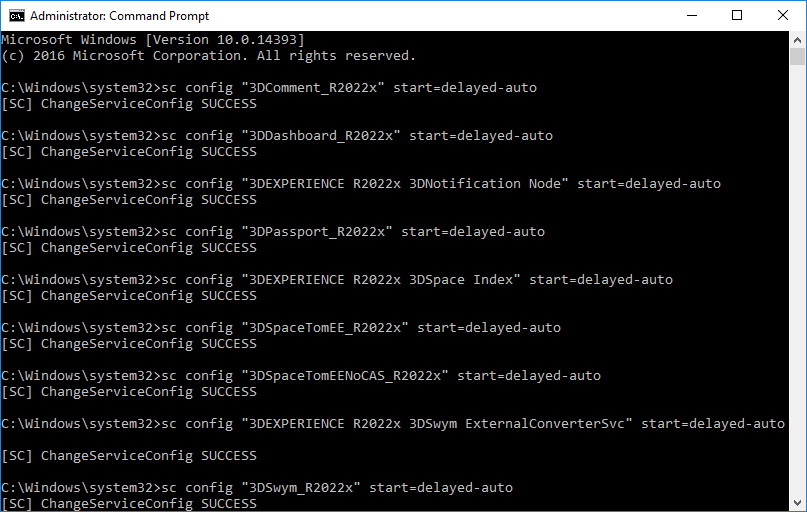 Administrator: Command Prompt
Microsoft Windows [Version 10.0.14393]
(c) 2016 Microsoft Corporation. All rights reserved.
C:\Windows\system32>sc config "3DComment_R2022x" start=delayed-auto
[SC] ChangeServiceConfig SUCCESS
C:\Windows\system32>sc config "3DDashboard_R2022x" start=delayed-auto
[SC] ChangeServiceConfig SUCCESS
C:\Windows\system32>sc config "3DEXPERIENCE R2022x 3DNotification Node" start=delayed-auto
[SC] ChangeServiceConfig SUCCESS
C:\Windows\system32>sc config "3DPassport_R2022x" start=delayed-auto
[SC] ChangeServiceConfig SUCCESS
C:\Windows\system32>sc config "3DEXPERIENCE R2022x 3DSpace Index" start=delayed-auto
[SC] ChangeServiceConfig SUCCESS
C:\Windows\system32>sc config "3DSpaceTomEE_R2022x" start=delayed-auto
[SC] ChangeServiceConfig SUCCESS
C:\Windows\system32>sc config "3DSpaceTomEENoCAS_R2022x" start=delayed-auto
[SC] ChangeServiceConfig SUCCESS
C:\Windows\system32>sc config "3DEXPERIENCE R2022x 3DSwym ExternalConverterSvc" start=delayed-auto
[SC] ChangeServiceConfig SUCCESS
C:\Windows\system32>sc config "3DSwym_R2022x" start=delayed-auto
[SC] ChangeServiceConfig SUCCESS